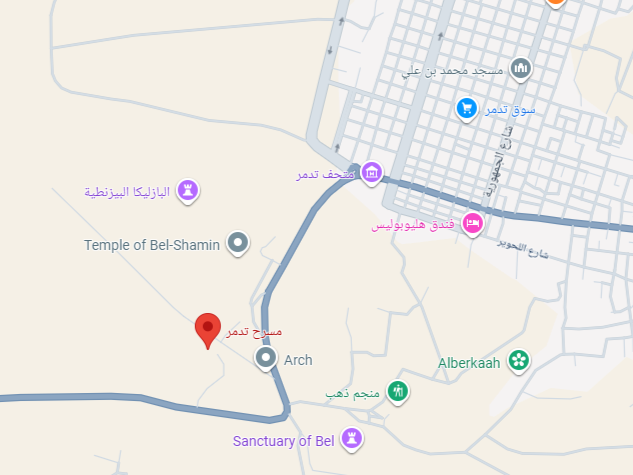 مسجد محمد بن علي
سوق تدمر
شارع الجمهورية
متحف تدمر
البازليكا البيزنطية
فندق هليوبوليس
Temple of Bel-Shamin
شارع التحوير
مسرح تدمر
Arch
Alberkaah
منجم ذهب
Sanctuary of Bel